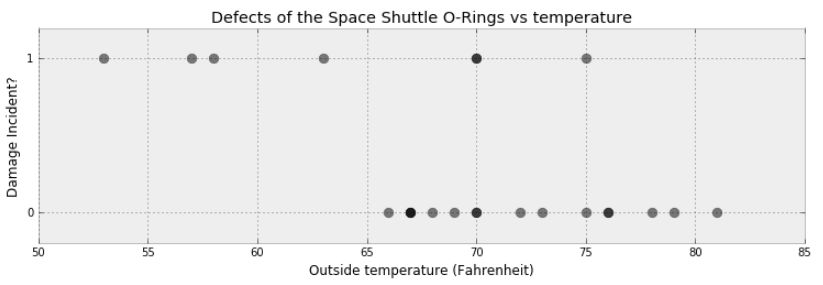 Defects of the Space Shuttle O-Rings vs temperature
Damage Incident?
1
0
50 55 60 65 70 75 80 85
Outside temperature (Fahrenheit)